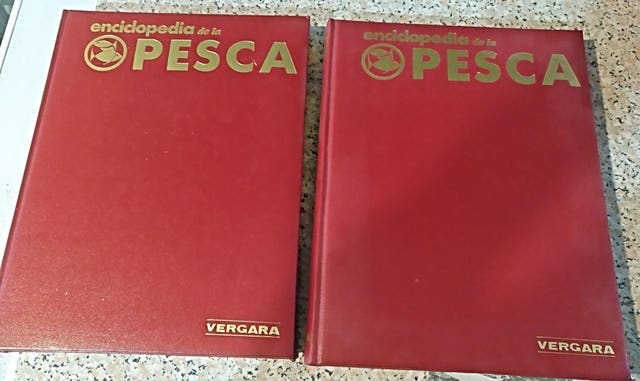 enciclopedia de la
PESCA
VERGARA
enciclopedia de la
PESCA
VERGARA